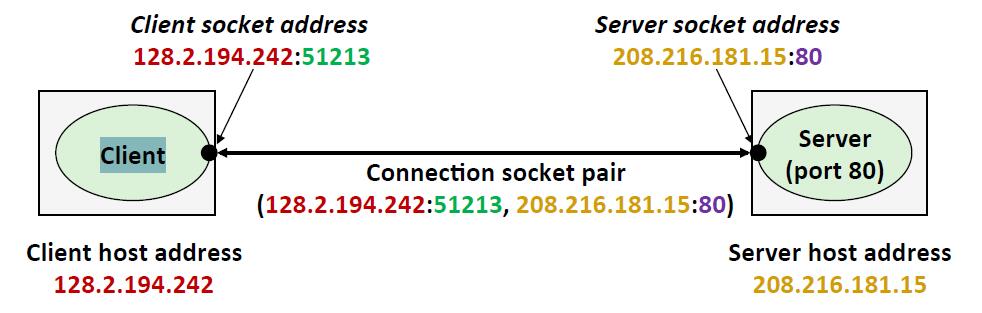 Client socket address
128.2.194.242:51213
Server socket address
208.216.181.15:80
Client
Server
(port 80)
Connection socket pair
(128.2.194.242:51213, 208.216.181.15:80)
Client host address
128.2.194.242
Server host address
208.216.181.15